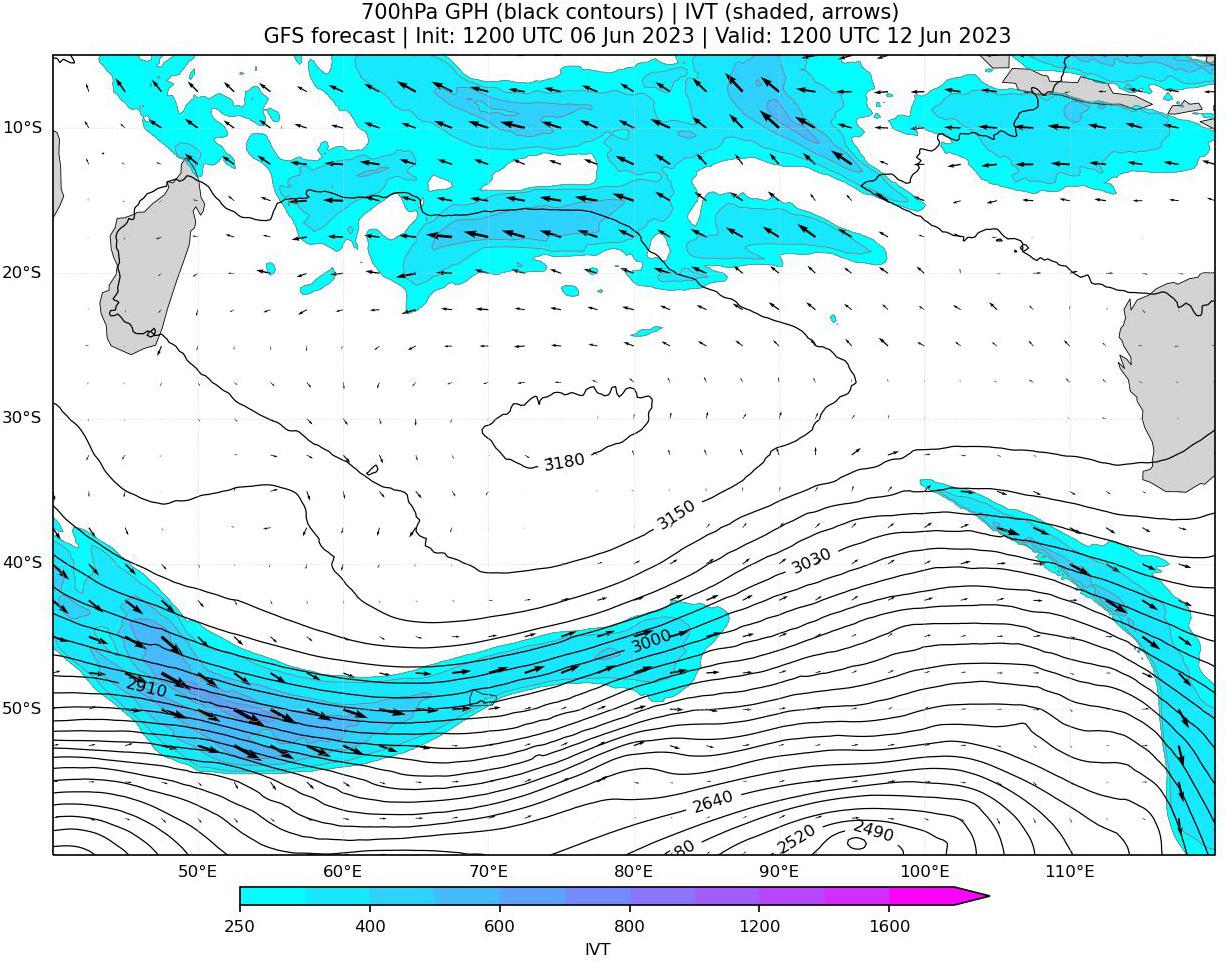 700hPa GPH (black contours) | IVT (shaded, arrows)
GFS forecast | Init: 1200 UTC 06 Jun 2023 | Valid: 1200 UTC 12 Jun 2023
10°S
20°S
30°S
3180
3150
40°S
3030
3000
2910
50°S
2640
2490
2520
50°E
60°E
70°E
80°E
90°E
100°E
110°E
250
400
600
800
1200
1600
IVT